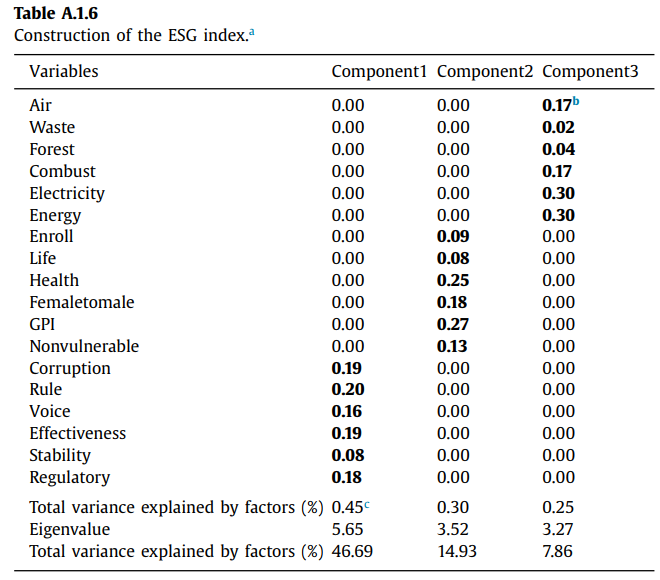 Table A.1.6
Construction of the ESG index.a
Variables Component1 Component2 Component3
Air 0.00 0.00 0.17b
Waste 0.00 0.00 0.02
Forest 0.00 0.00 0.04
Combust 0.00 0.00 0.17
Electricity 0.00 0.00 0.30
Energy 0.00 0.00 0.30
Enroll 0.00 0.09 0.00
Life 0.00 0.08 0.00
Health 0.00 0.25 0.00
Femaletomale 0.00 0.18 0.00
GPI 0.00 0.27 0.00
Nonvulnerable 0.00 0.13 0.00
Corruption 0.19 0.00 0.00
Rule 0.20 0.00 0.00
Voice 0.16 0.00 0.00
Effectiveness 0.19 0.00 0.00
Stability 0.08 0.00 0.00
Regulatory 0.18 0.00 0.00
Total variance explained by factors (%) 0.45c 0.30 0.25
Eigenvalue 5.65 3.52 3.27
Total variance explained by factors (%) 46.69 14.93 7.86